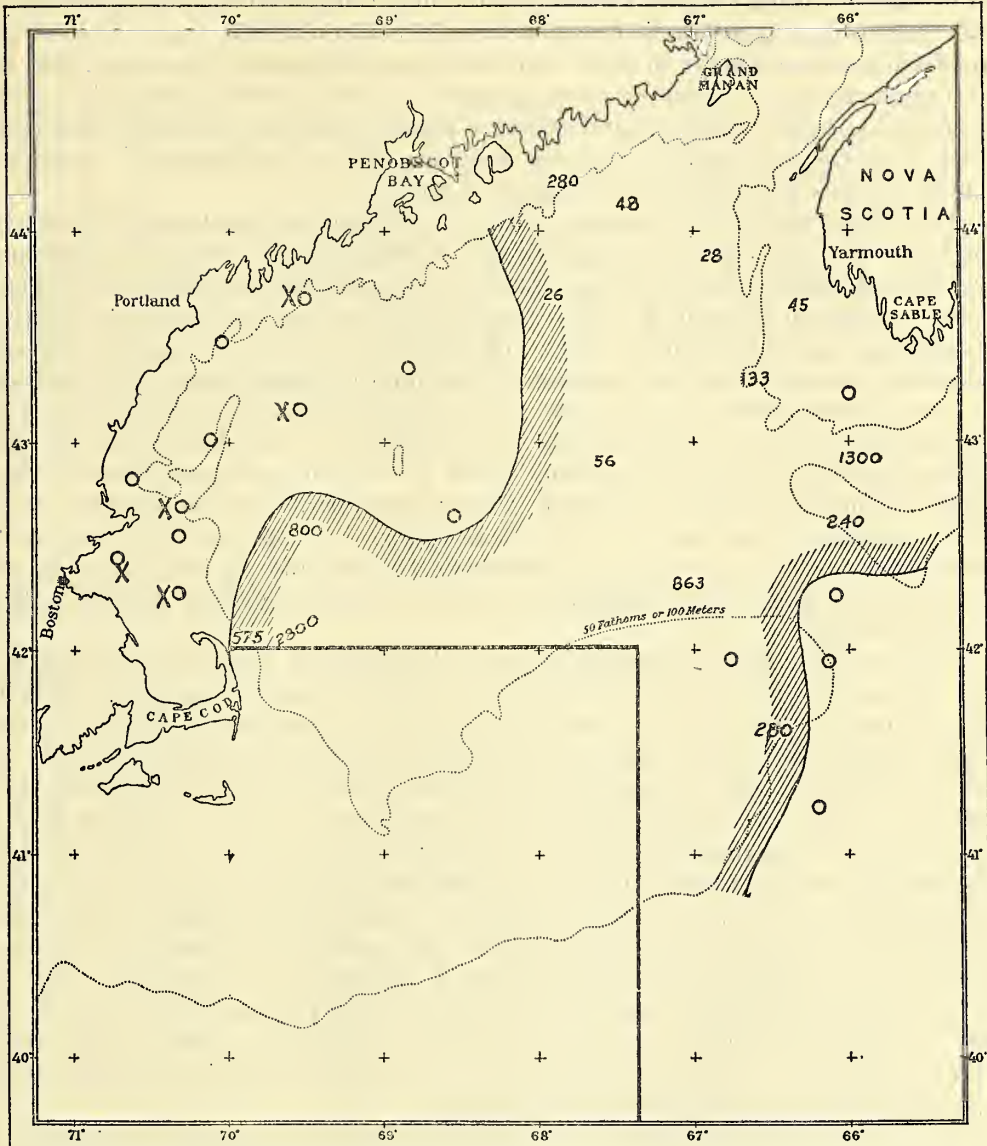 71° 70° 69° 68° 67° 66°
GRAND
MANAN
PENOBSCOT
BAY
280
48
NOVA
SCOTIA
44° 44°
28
Yarmouth
26
45
Portland
CAPE
SABLE
133
43° 43°
56
1300
800
240
863
Boston
50 Fathoms or 100 Meters
575
2300
42° 42°
CAPE COD
280
41° 41°
40° 40°
71° 70° 69° 68° 67° 66°